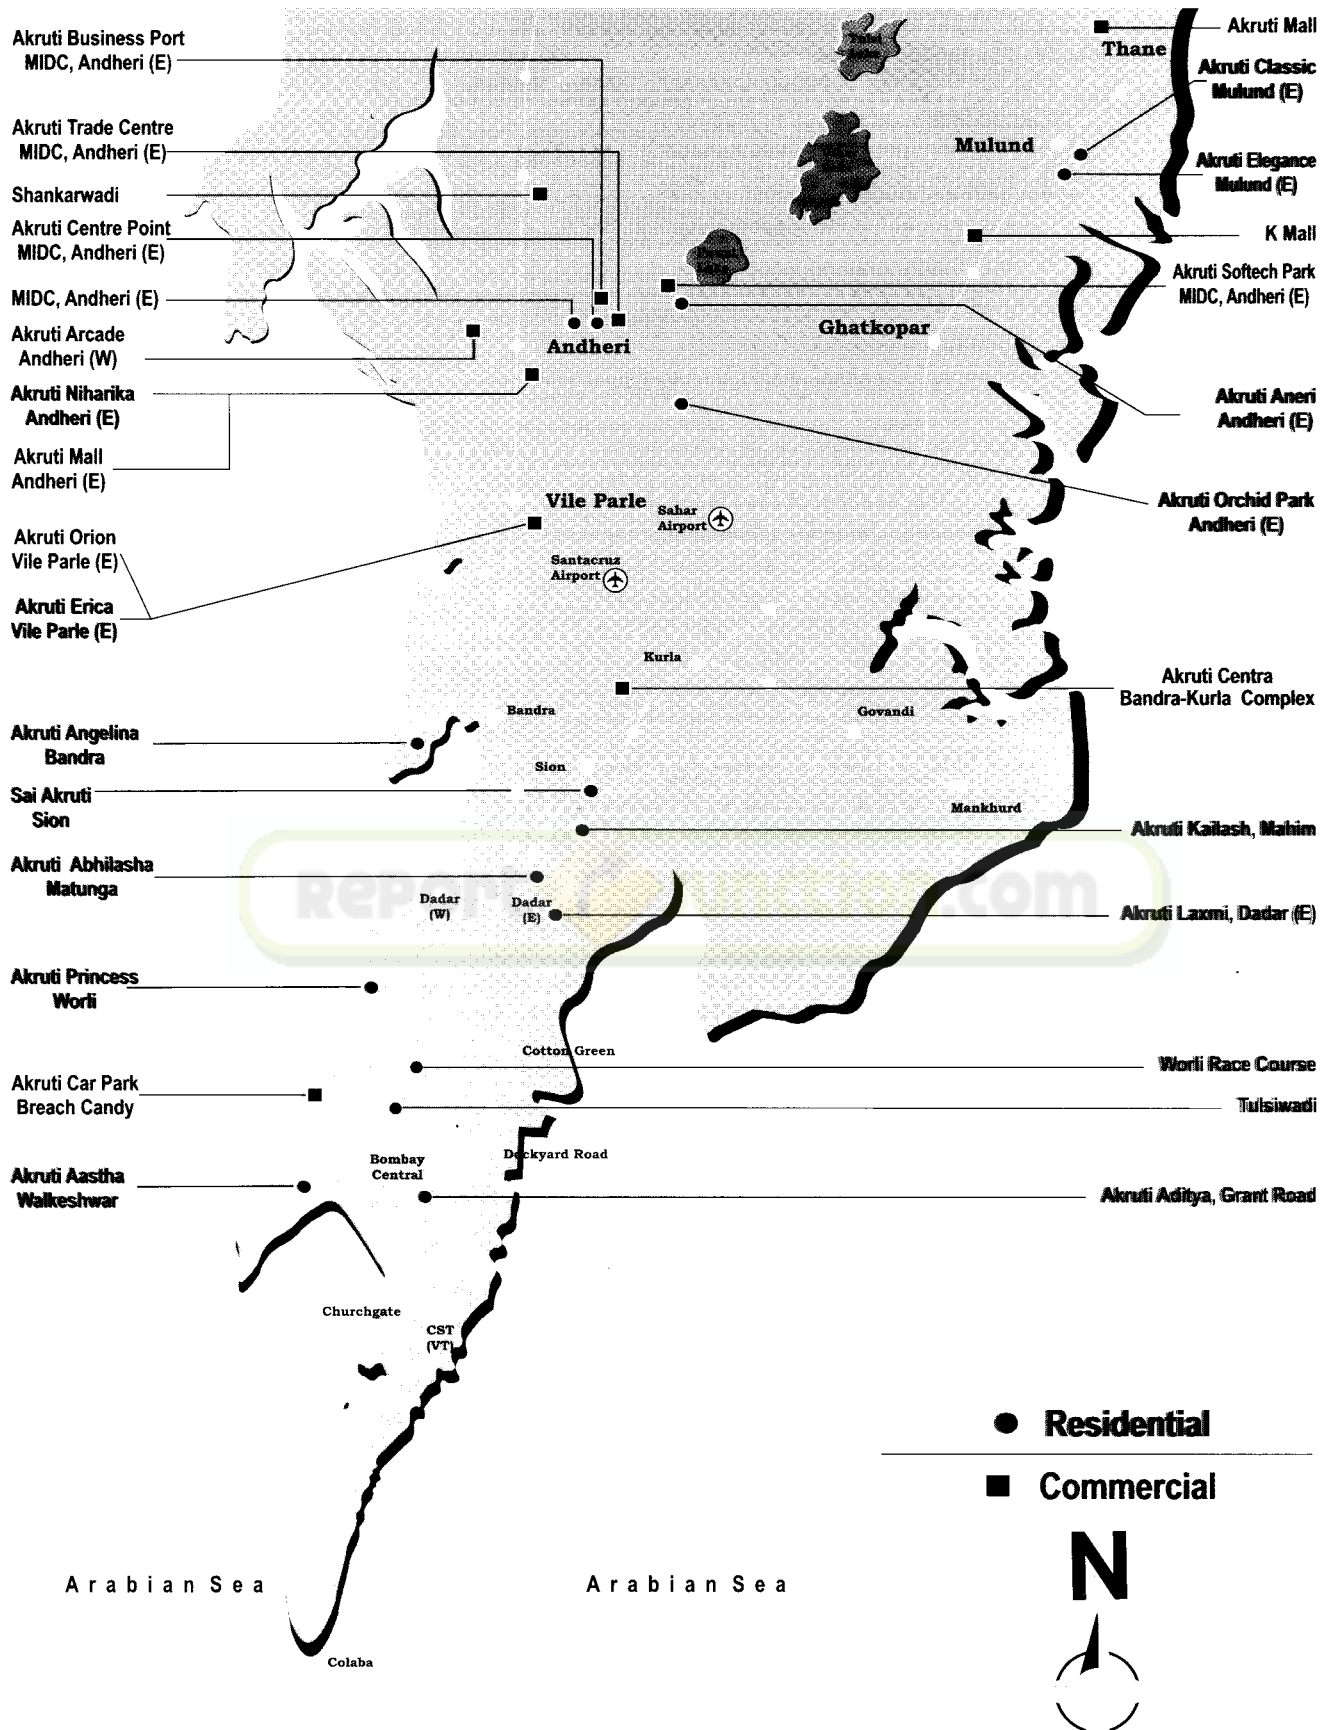 Akruti Business Port
MIDC, Andheri (E)
Akruti Trade Centre
MIDC, Andheri (E)
Shankarwadi
Akruti Centre Point
MIDC, Andheri (E)
MIDC, Andheri (E)
Akruti Arcade
Andheri (W)
Akruti Niharika
Andheri (E)
Akruti Mall
Andheri (E)
Akruti Orion
Vile Parle (E)
Akruti Erica
Vile Parle (E)
Akruti Angelina
Bandra
Sai Akruti
Sion
Akruti Abhilasha
Matunga
Akruti Princess
Worli
Akruti Car Park
Breach Candy
Akruti Aastha
Walkeshwar
Thane
Mulund
Ghatkopar
Andheri
Vile Parle
Sahar
Airport
Santacruz
Airport
Kurla
Bandra
Govandi
Sion
Mankhurd
Dadar
(W)
Dadar
(E)
Cotton Green
Bombay
Central
Dockyard Road
Churchgate
CST
(VT)
Colaba
Arabian Sea
Arabian Sea
Akruti Mall
Akruti Classic
Mulund (E)
Akruti Elegance
Mulund (E)
K Mall
Akruti Softech Park
MIDC, Andheri (E)
Akruti Aneri
Andheri (E)
Akruti Orchid Park
Andheri (E)
Akruti Centra
Bandra-Kurla Complex
Akruti Kailash, Mahim
Akruti Laxmi, Dadar (E)
Worli Race Course
Tulsiwadi
Akruti Aditya, Grant Road
Residential
Commercial
N